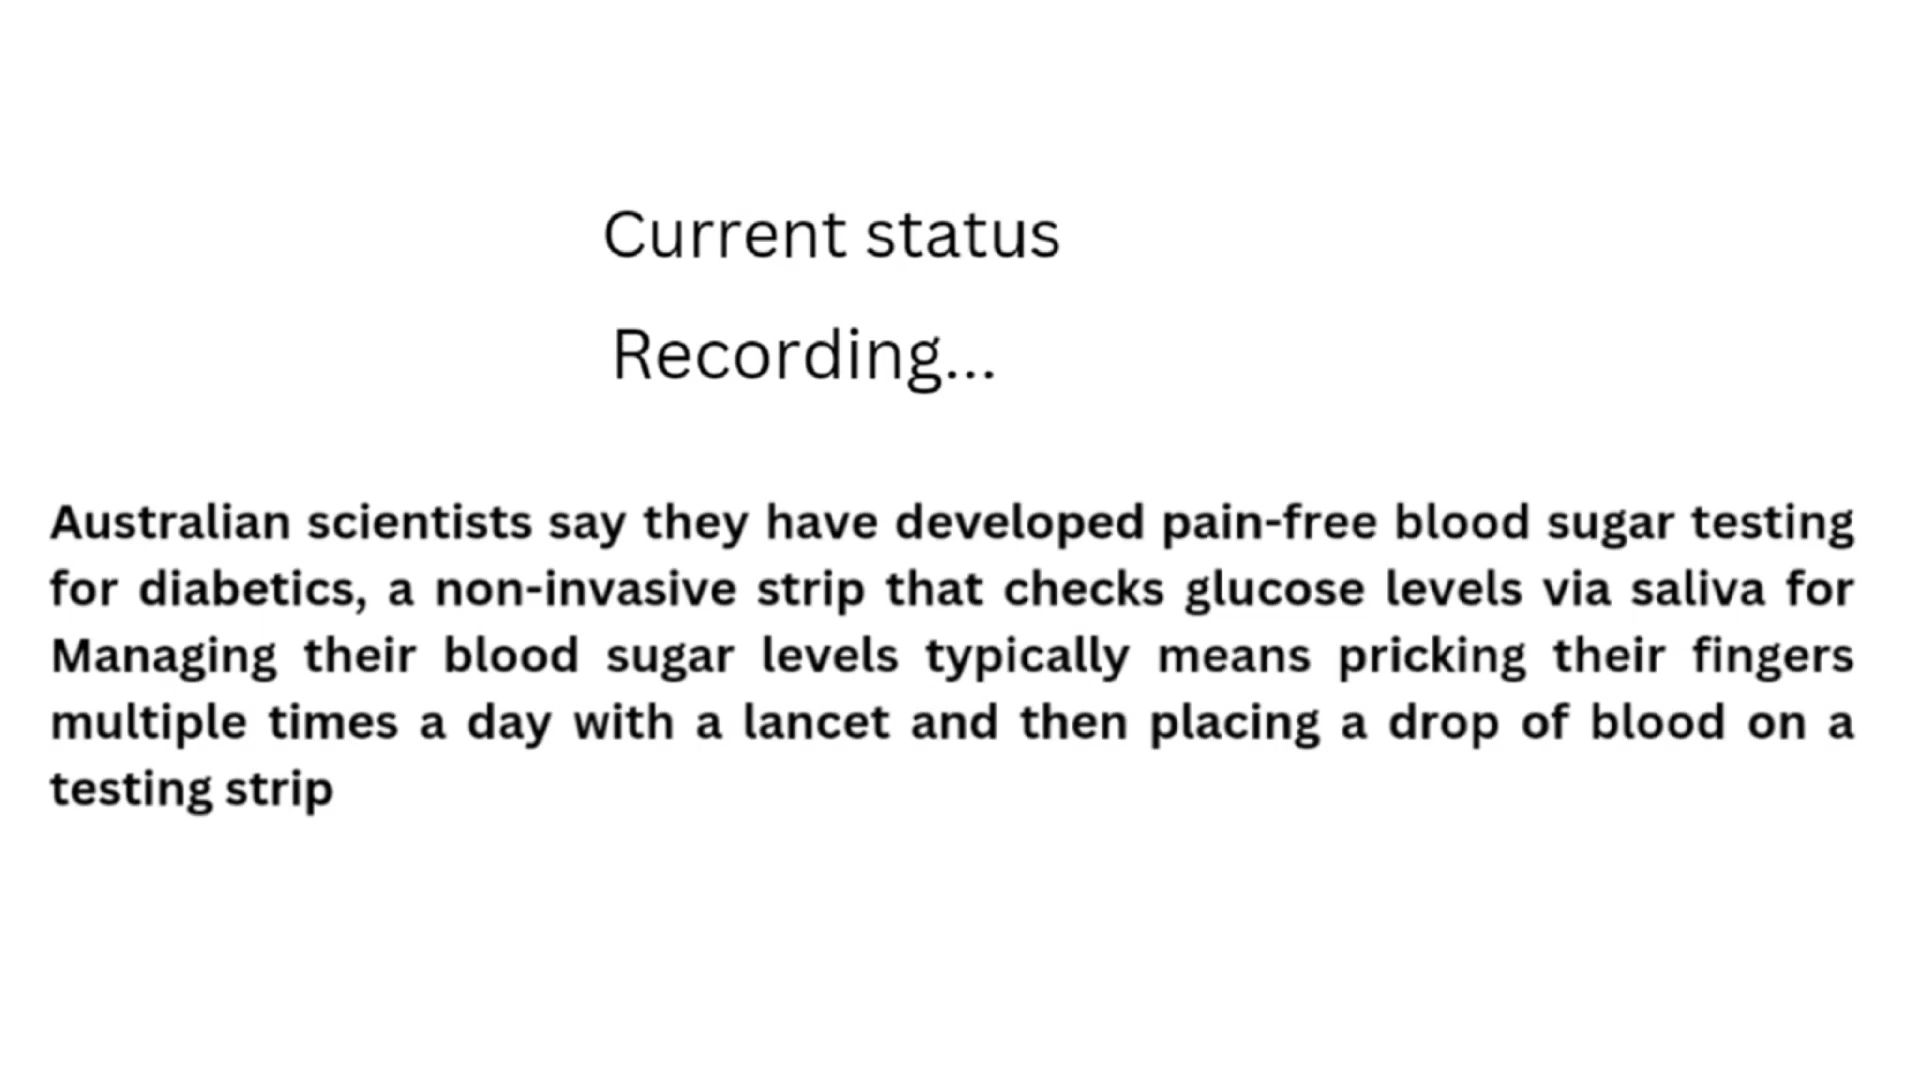 Current status
Recording...
Australian scientists say they have developed pain-free blood sugar testing
for diabetics, a non-invasive strip that checks glucose levels via saliva for
Managing their blood sugar levels typically means pricking their fingers
multiple times a day with a lancet and then placing a drop of blood on a
testing strip